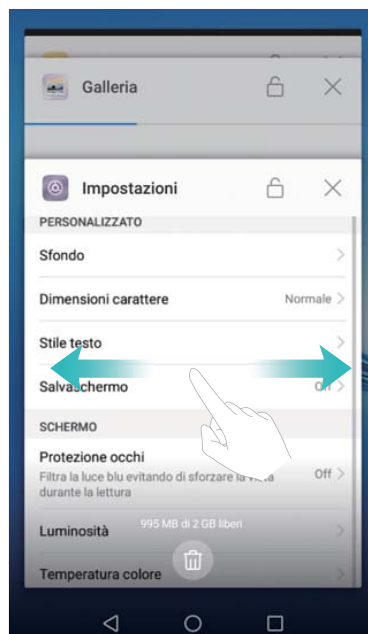 Galleria
Impostazioni
PERSONALIZZATO
Sfondo
Dimensioni carattere Normale
Stile testo
Salvaschermo Off
SCHERMO
Protezione occhi
Filtra la luce blu evitando di sforzare la vista Off
durante la lettura
Luminosità
995 MB di 2 GB liberi
Temperatura colore